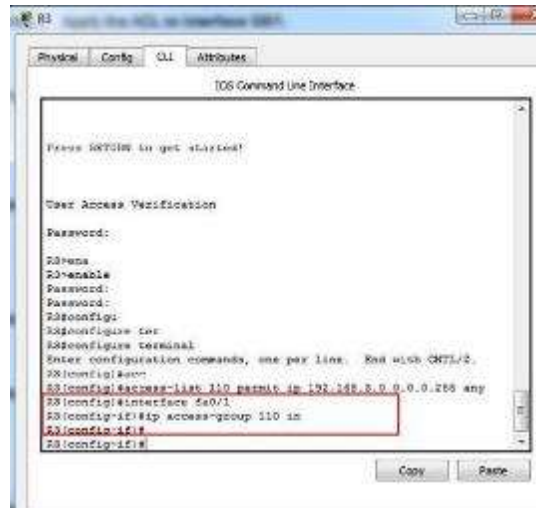 R3
Physical Config CLI Attributes
IOS Command Line Interface
Press RETURN to get started!
User Access Verification
Password:
R3>ena
R3>enable
Password:
Password:
R3#configu
R3#configure ter
R3#configure terminal
Enter configuration commands, one per line. End with CNTL/Z.
R3(config)#acc
R3(config)#access-list 110 permit ip 192.168.3.0 0.0.0.255 any
R3(config)#interface fa0/1
R3(config-if)#ip access-group 110 in
R3(config-if)#
R3(config-if)#
Copy Paste